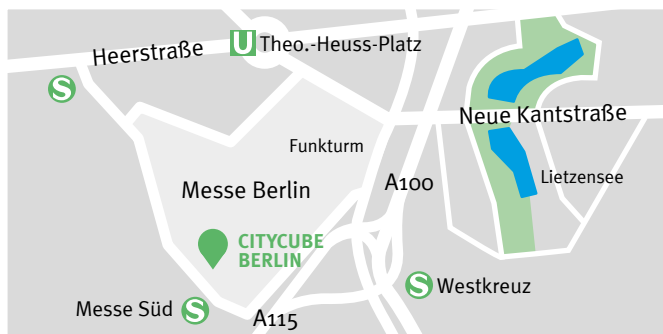 Heerstraße
U Theo.-Heuss-Platz
S
Neue Kantstraße
Funkturm
Lietzensee
Messe Berlin
A100
CITYCUBE
BERLIN
S Westkreuz
Messe Süd S
A115